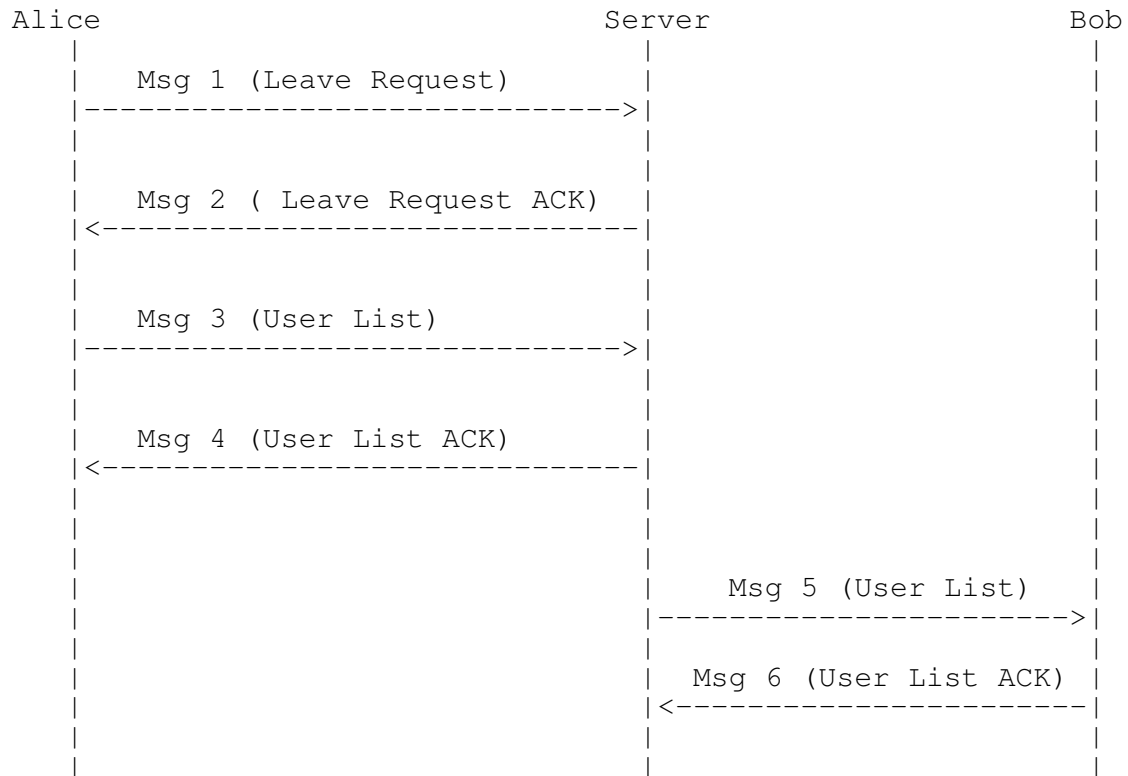 Alice Server Bob
Msg 1 (Leave Request)
Msg 2 ( Leave Request ACK)
Msg 3 (User List)
Msg 4 (User List ACK)
Msg 5 (User List)
Msg 6 (User List ACK)